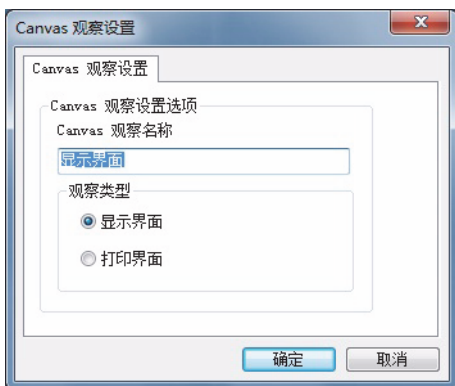 Canvas 观察设置
Canvas 观察设置
Canvas 观察设置选项
Canvas 观察名称
显示界面
观察类型
显示界面
打印界面
确定 取消